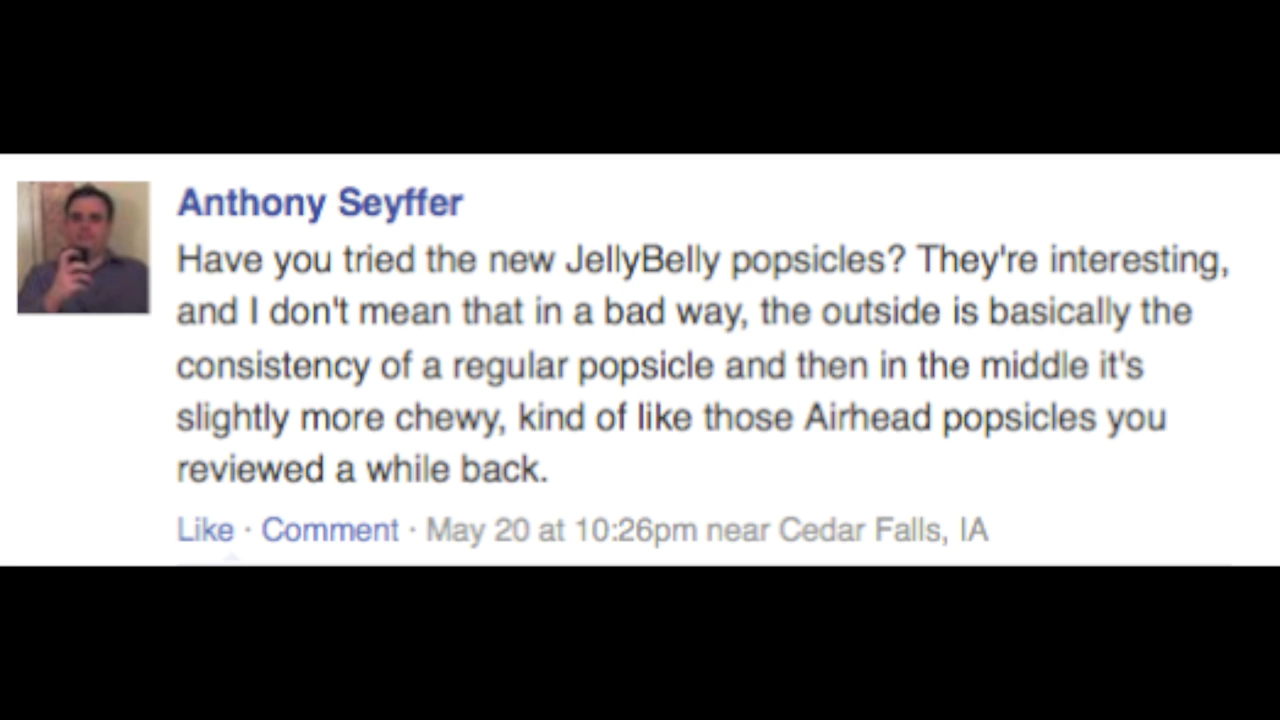 Anthony Seyffer
Have you tried the new JellyBelly popsicles? They're interesting,
and I don't mean that in a bad way, the outside is basically the
consistency of a regular popsicle and then in the middle it's
slightly more chewy, kind of like those Airhead popsicles you
reviewed a while back.
Like · Comment · May 20 at 10:26pm near Cedar Falls, IA